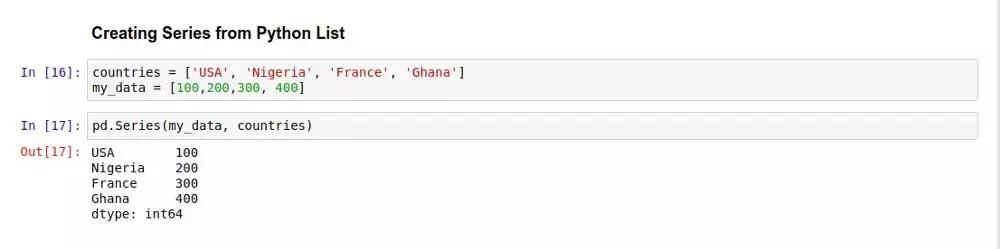 Creating Series from Python List
In [16]: countries = ['USA', 'Nigeria', 'France', 'Ghana']
my_data = [100,200,300, 400]
In [17]: pd.Series(my_data, countries)
Out[17]: USA 100
Nigeria 200
France 300
Ghana 400
dtype: int64